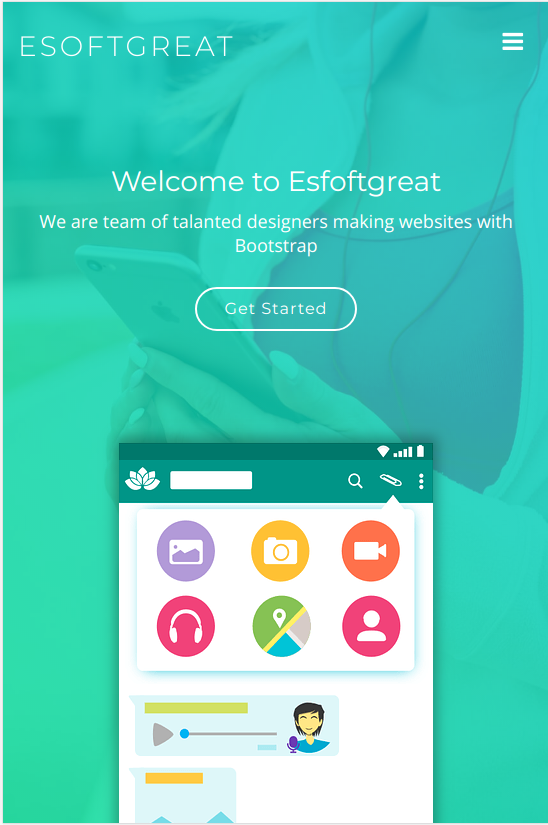 ESOFTGREAT
Welcome to Esfoftgreat
We are team of talanted designers making websites with
Bootstrap
Get Started